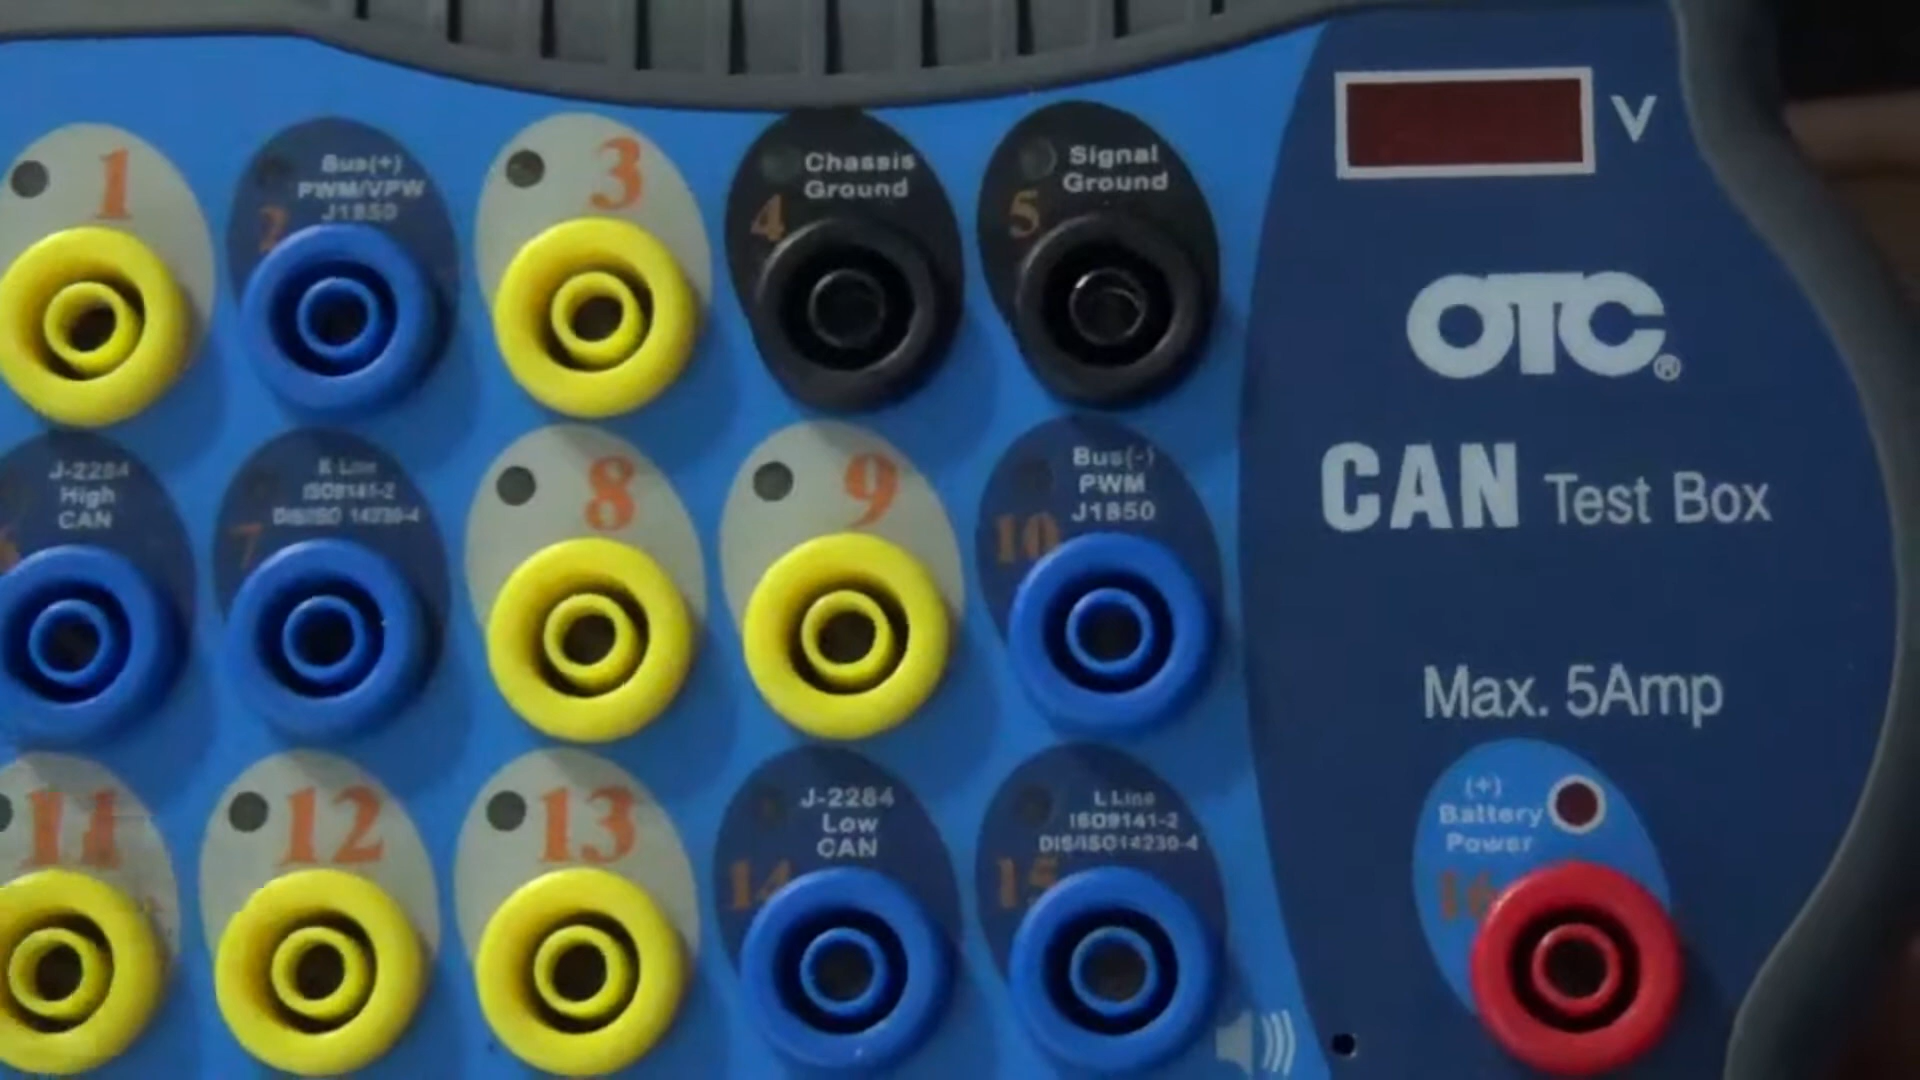 1
Bus(+)
PWM/VPW
J1850
2
3
Chassis
Ground
4
Signal
Ground
5
V
OTC®
CAN Test Box
Max. 5Amp
J-2284
High
CAN
K Line
ISO9141-2
DIS/ISO 14230-4
7
8
9
Bus(-)
PWM
J1850
10
11
12
13
J-2284
Low
CAN
14
L Line
ISO9141-2
DIS/ISO14230-4
15
(+)
Battery
Power
16